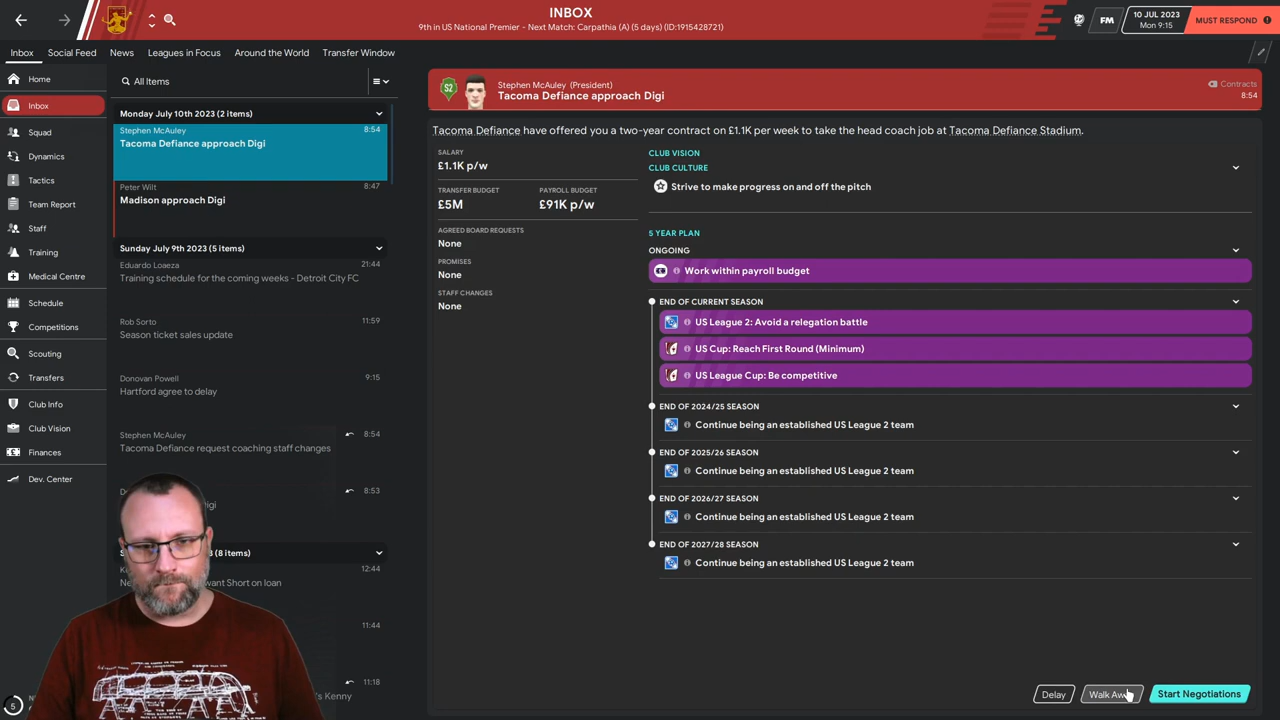 INBOX
9th in US National Premier - Next Match: Carpathia (A) (5 days) (ID:1915428721)
FM
10 JUL 2023
Mon 9:15
MUST RESPOND
Inbox
Social Feed
News
Leagues in Focus
Around the World
Transfer Window
Home
Inbox
Squad
Dynamics
Tactics
Team Report
Staff
Training
Medical Centre
Schedule
Competitions
Scouting
Transfers
Club Info
Club Vision
Finances
Dev. Center
5
All Items
Monday July 10th 2023 (2 items)
Stephen McAuley 8:54
Tacoma Defiance approach Digi
Peter Wilt 8:47
Madison approach Digi
Sunday July 9th 2023 (5 items)
Eduardo Loaeza 21:44
Training schedule for the coming weeks - Detroit City FC
Rob Sorto 11:59
Season ticket sales update
Donovan Powell 9:15
Hartford agree to delay
Stephen McAuley 8:54
Tacoma Defiance request coaching staff changes
8:53
(8 items)
12:44
want Short on loan
11:44
11:18
Kenny
S2
Stephen McAuley (President)
Tacoma Defiance approach Digi
Contracts
8:54
Tacoma Defiance have offered you a two-year contract on £1.1K per week to take the head coach job at Tacoma Defiance Stadium.
SALARY
£1.1K p/w
TRANSFER BUDGET
£5M
PAYROLL BUDGET
£91K p/w
AGREED BOARD REQUESTS
None
PROMISES
None
STAFF CHANGES
None
CLUB VISION
CLUB CULTURE
Strive to make progress on and off the pitch
5 YEAR PLAN
ONGOING
Work within payroll budget
END OF CURRENT SEASON
US League 2: Avoid a relegation battle
US Cup: Reach First Round (Minimum)
US League Cup: Be competitive
END OF 2024/25 SEASON
Continue being an established US League 2 team
END OF 2025/26 SEASON
Continue being an established US League 2 team
END OF 2026/27 SEASON
Continue being an established US League 2 team
END OF 2027/28 SEASON
Continue being an established US League 2 team
Delay
Walk Aw
Start Negotiations